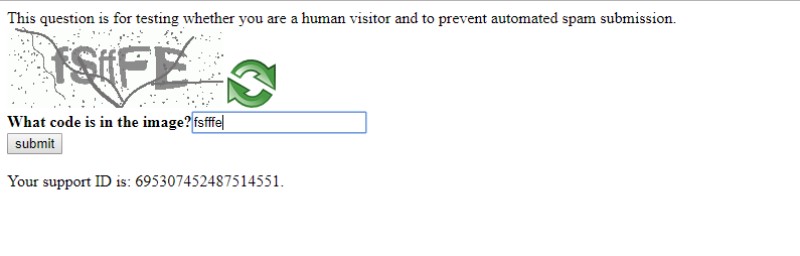 This question is for testing whether you are a human visitor and to prevent automated spam submission.
fSffFE
What code is in the image? fsfffe
submit
Your support ID is: 695307452487514551.